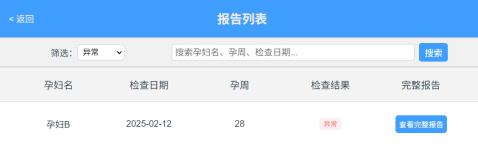 < 返回 报告列表
筛选： 异常 搜索孕妇名、孕周、检查日期... 搜索
孕妇名 检查日期 孕周 检查结果 完整报告
孕妇B 2025-02-12 28 异常 查看完整报告